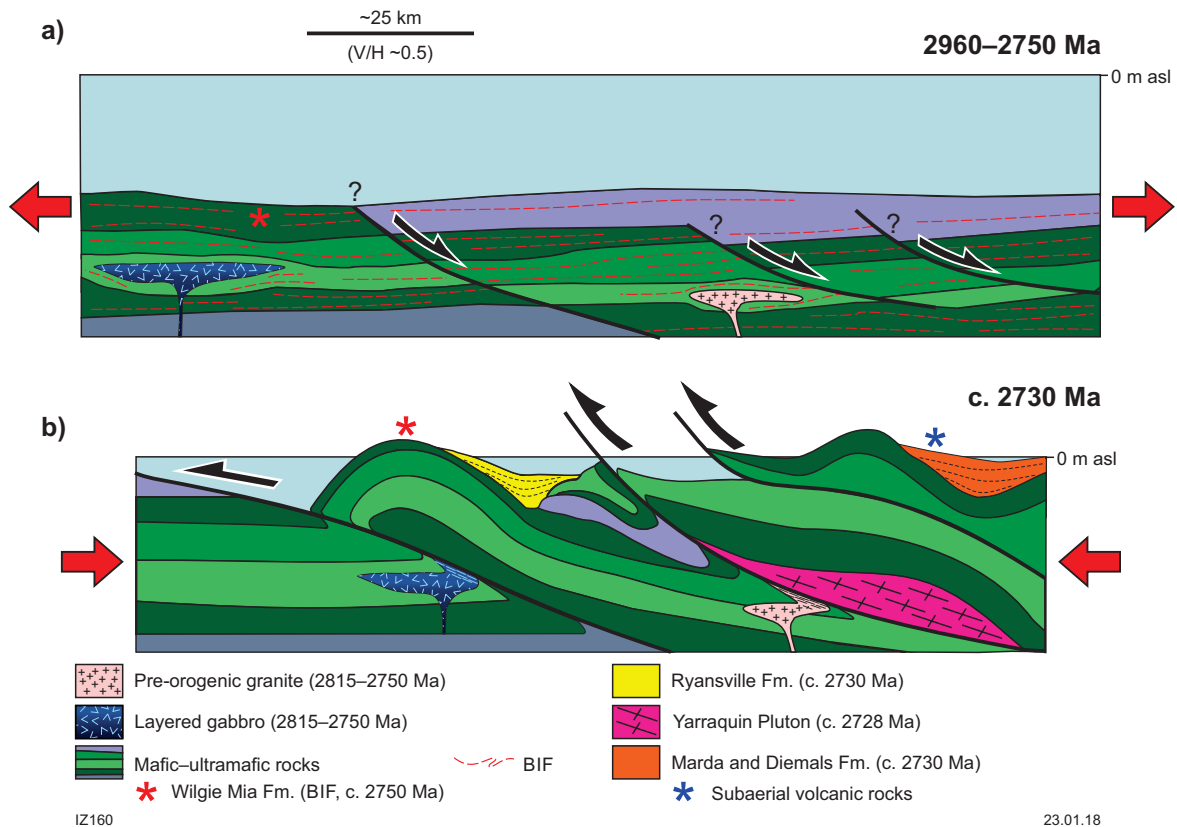 a)
~25 km
(V/H ~0.5)
2960–2750 Ma
0 m asl
?
?
?
c. 2730 Ma
b)
0 m asl
Pre-orogenic granite (2815–2750 Ma)
Layered gabbro (2815–2750 Ma)
Mafic–ultramafic rocks
BIF
Wilgie Mia Fm. (BIF, c. 2750 Ma)
Ryansville Fm. (c. 2730 Ma)
Yarraquin Pluton (c. 2728 Ma)
Marda and Diemals Fm. (c. 2730 Ma)
Subaerial volcanic rocks
IZ160
23.01.18